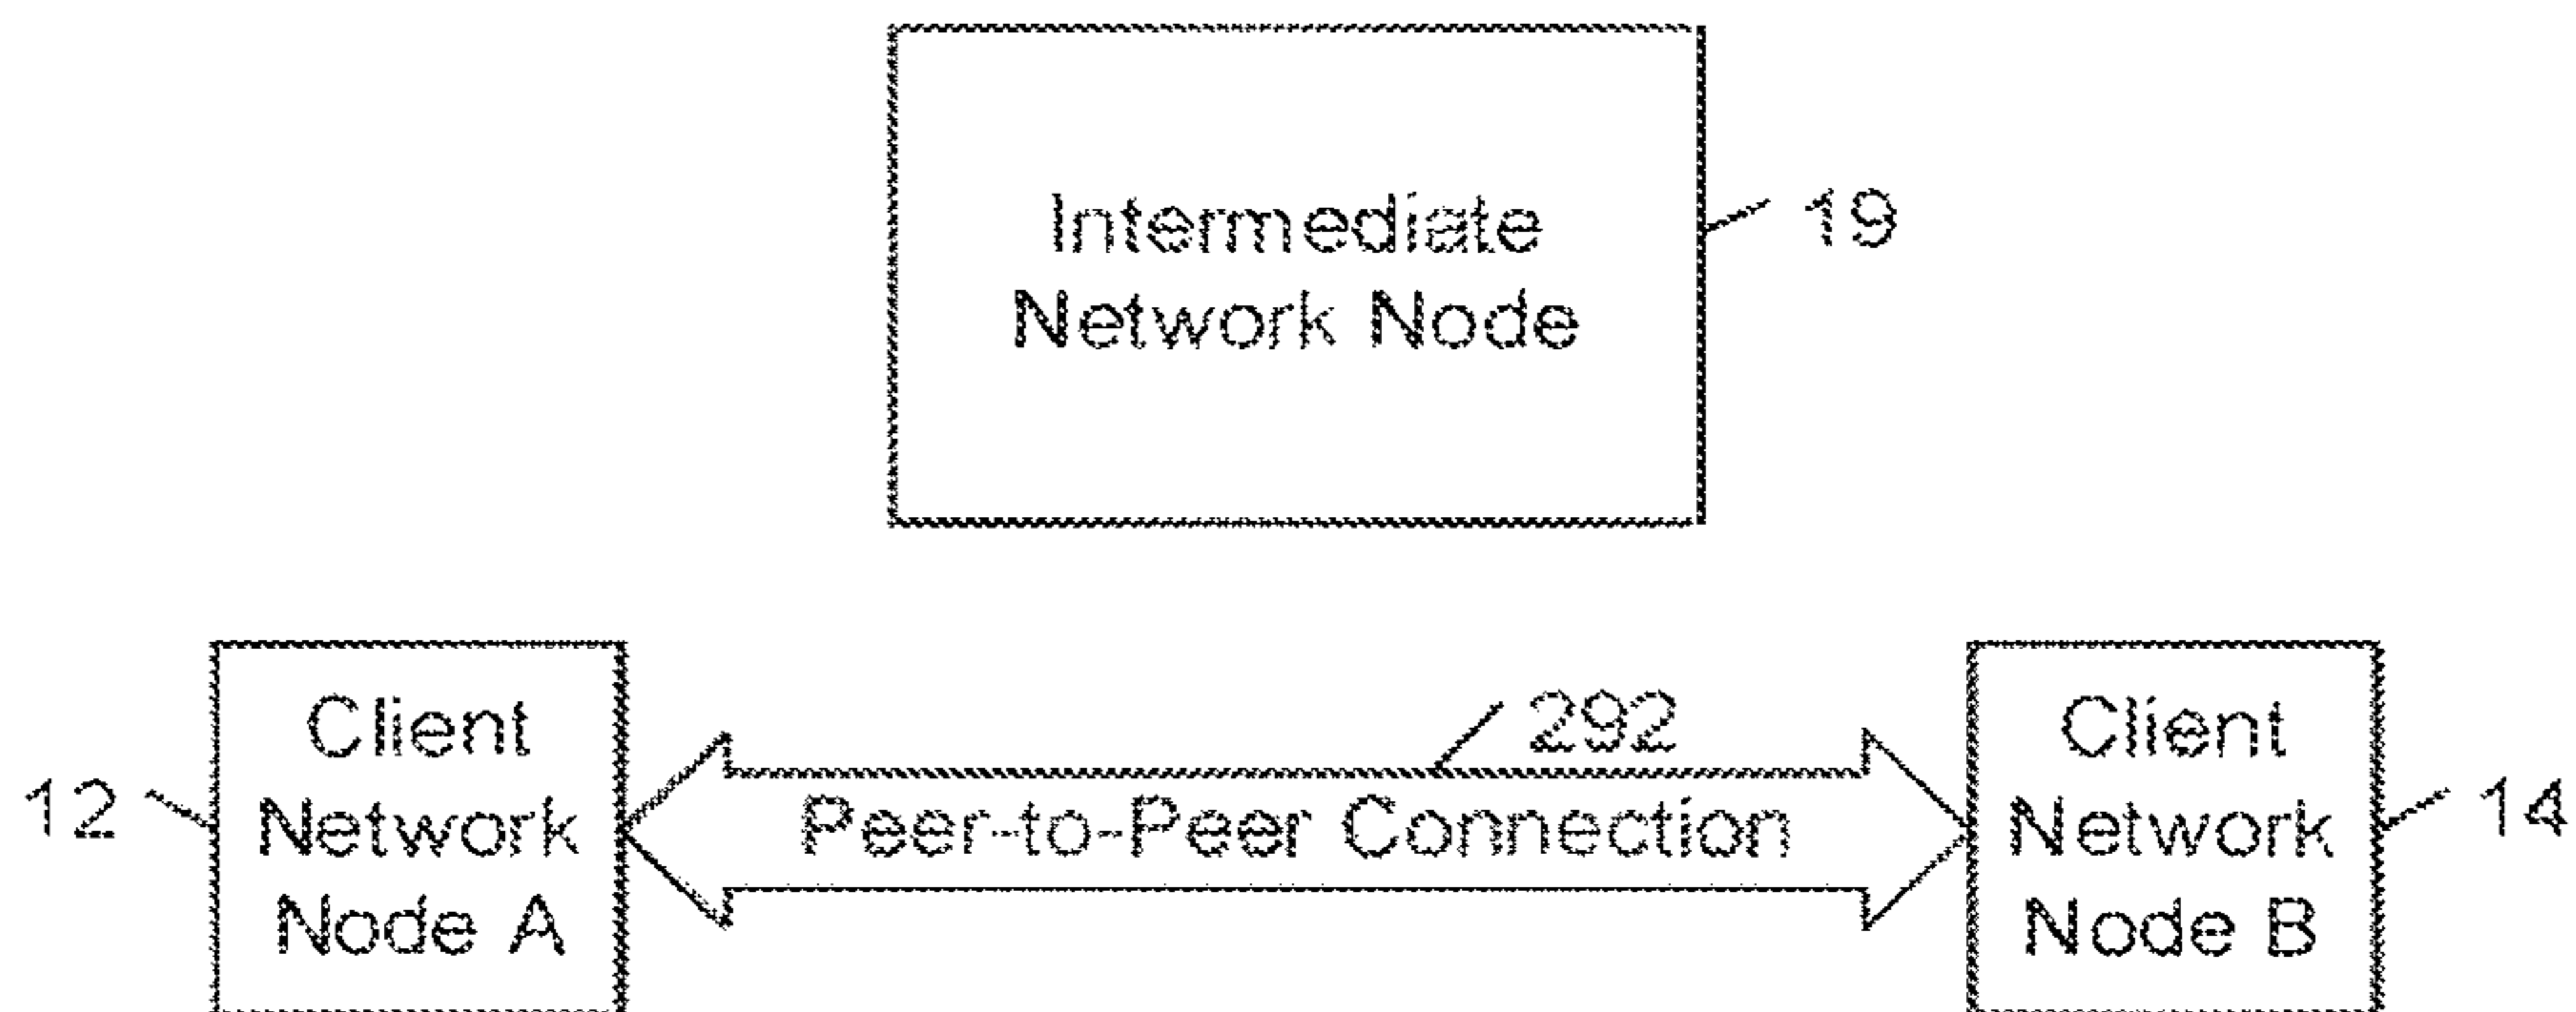 Intermediate
Network Node
19
12
Client
Network
Node A
292
Peer-to-Peer Connection
Client
Network
Node B
14